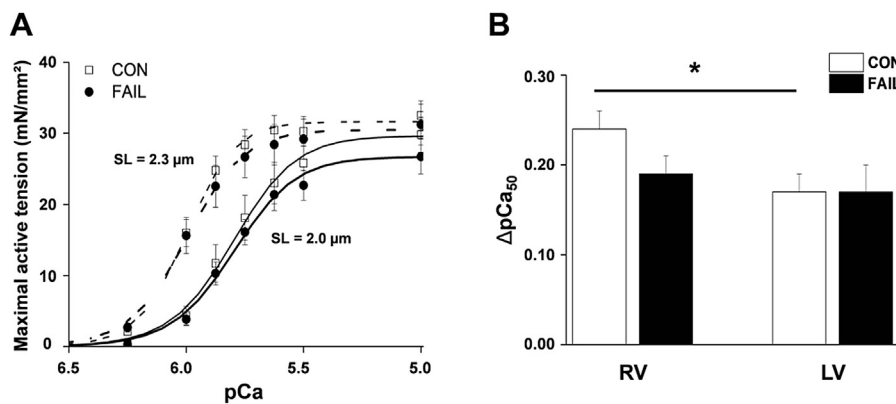 A
Maximal active tension (mN/mm²)
40
30
20
10
0
CON
FAIL
SL = 2.3 µm
SL = 2.0 µm
6.5 6.0 5.5 5.0
pCa
B
CON
FAIL
*
ΔpCa50
0.30
0.20
0.10
0.00
RV LV